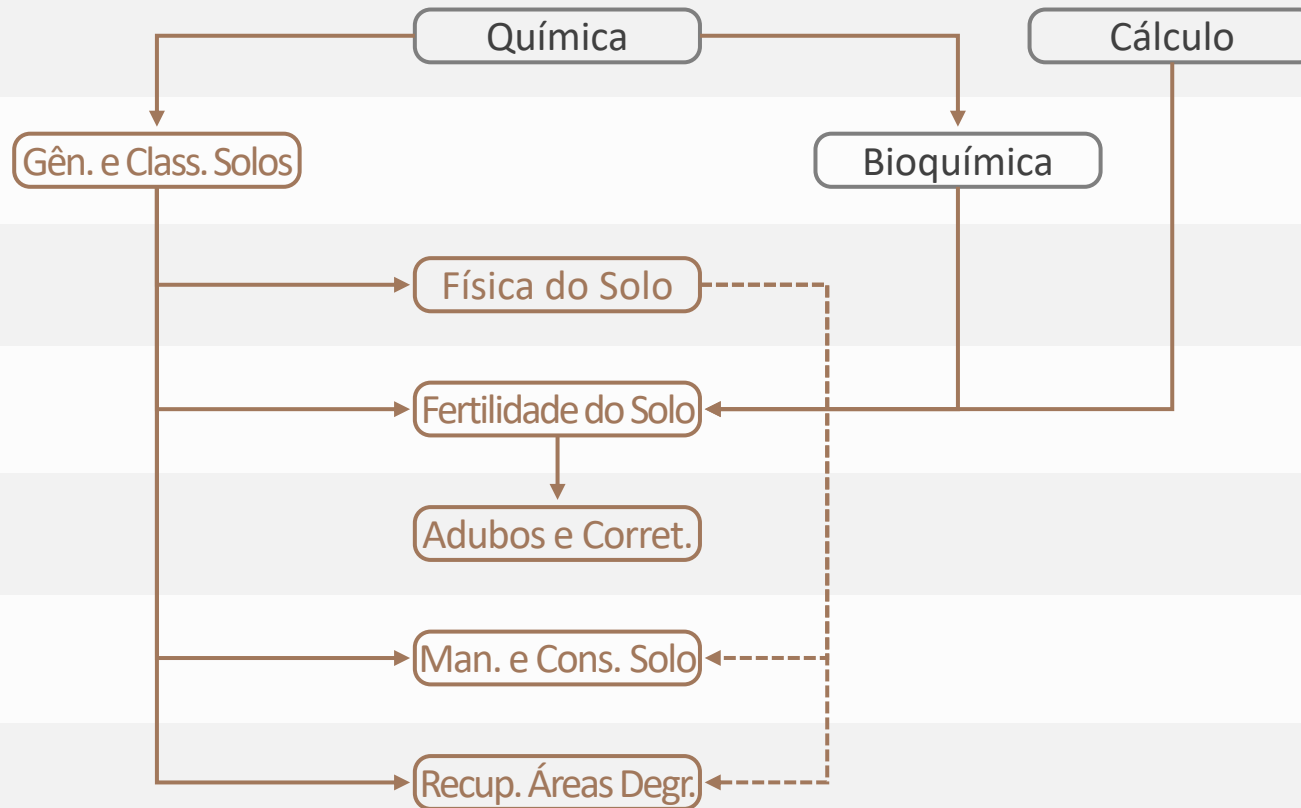 Química
Cálculo
Gên. e Class. Solos
Bioquímica
Física do Solo
Fertilidade do Solo
Adubos e Corret.
Man. e Cons. Solo
Recup. Áreas Degr.